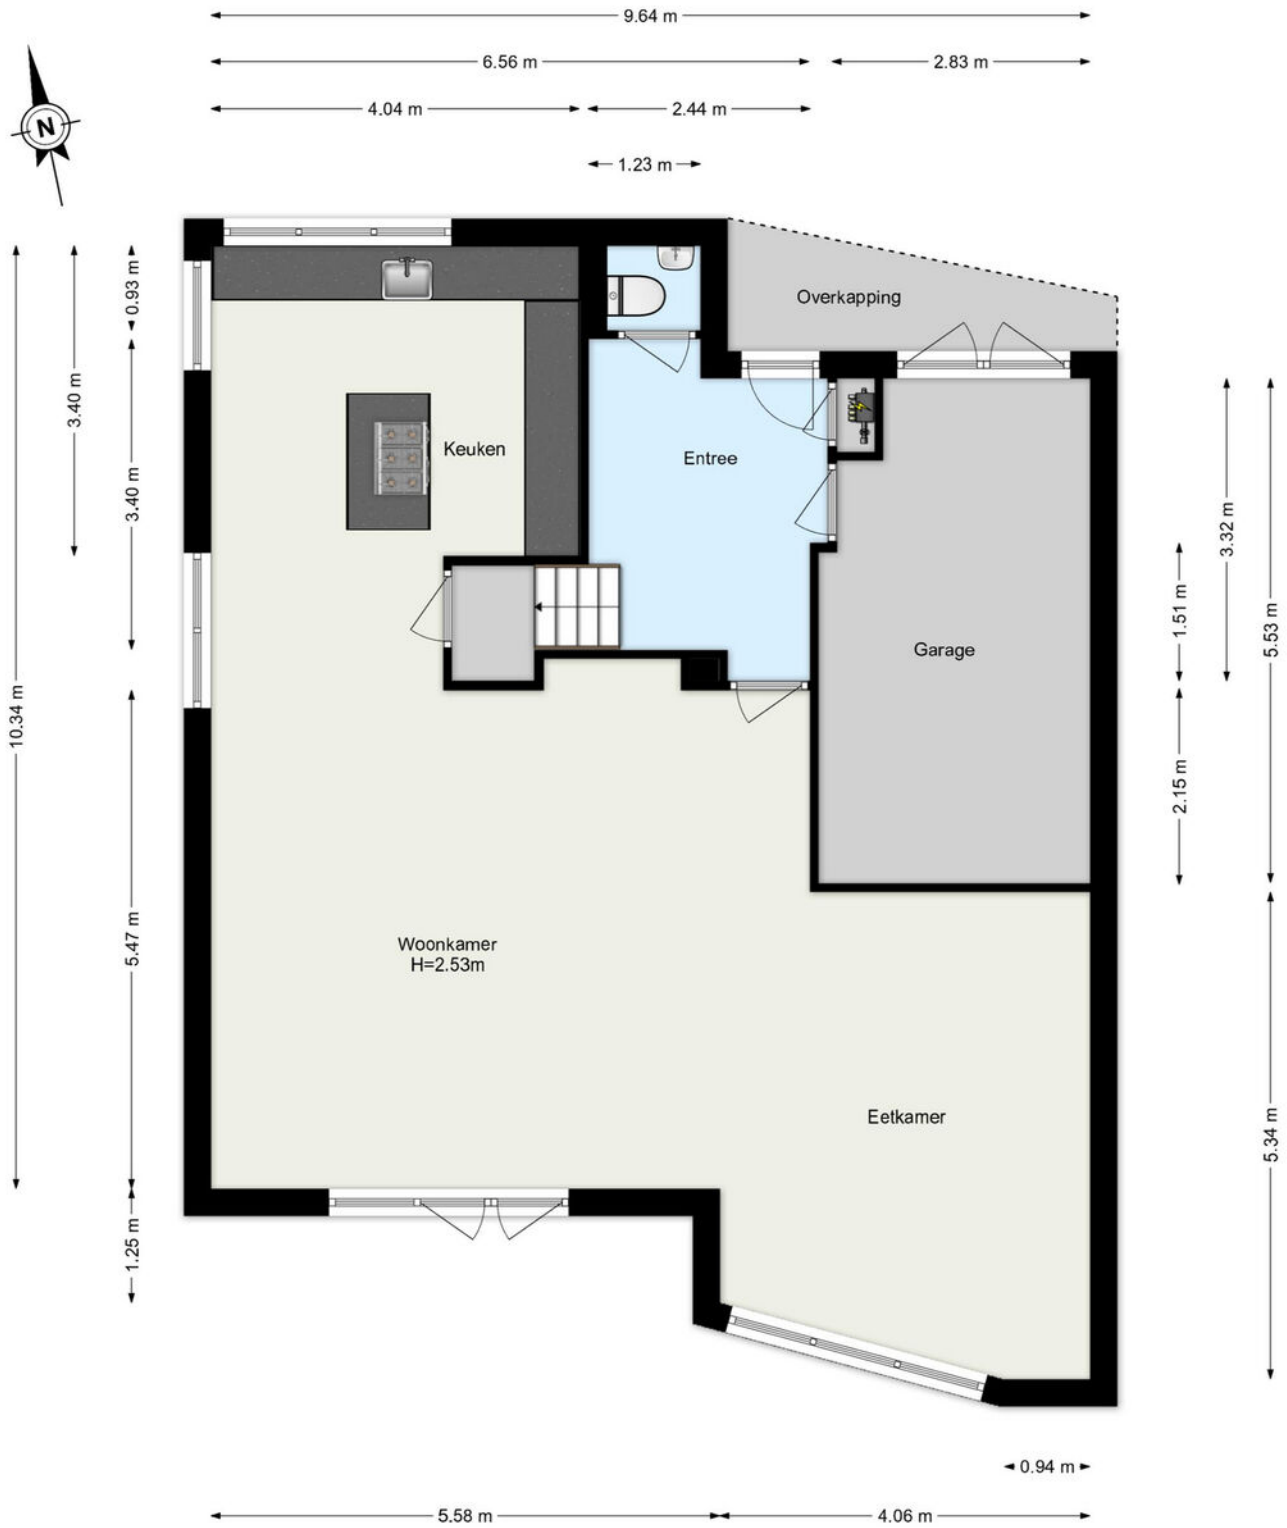 9.64 m
6.56 m
2.83 m
4.04 m
2.44 m
1.23 m
N
10.34 m
3.40 m
0.93 m
3.40 m
5.47 m
1.25 m
Overkapping
Keuken
Entree
Garage
Woonkamer
H=2.53m
Eetkamer
3.32 m
1.51 m
5.53 m
2.15 m
5.34 m
0.94 m
5.58 m
4.06 m